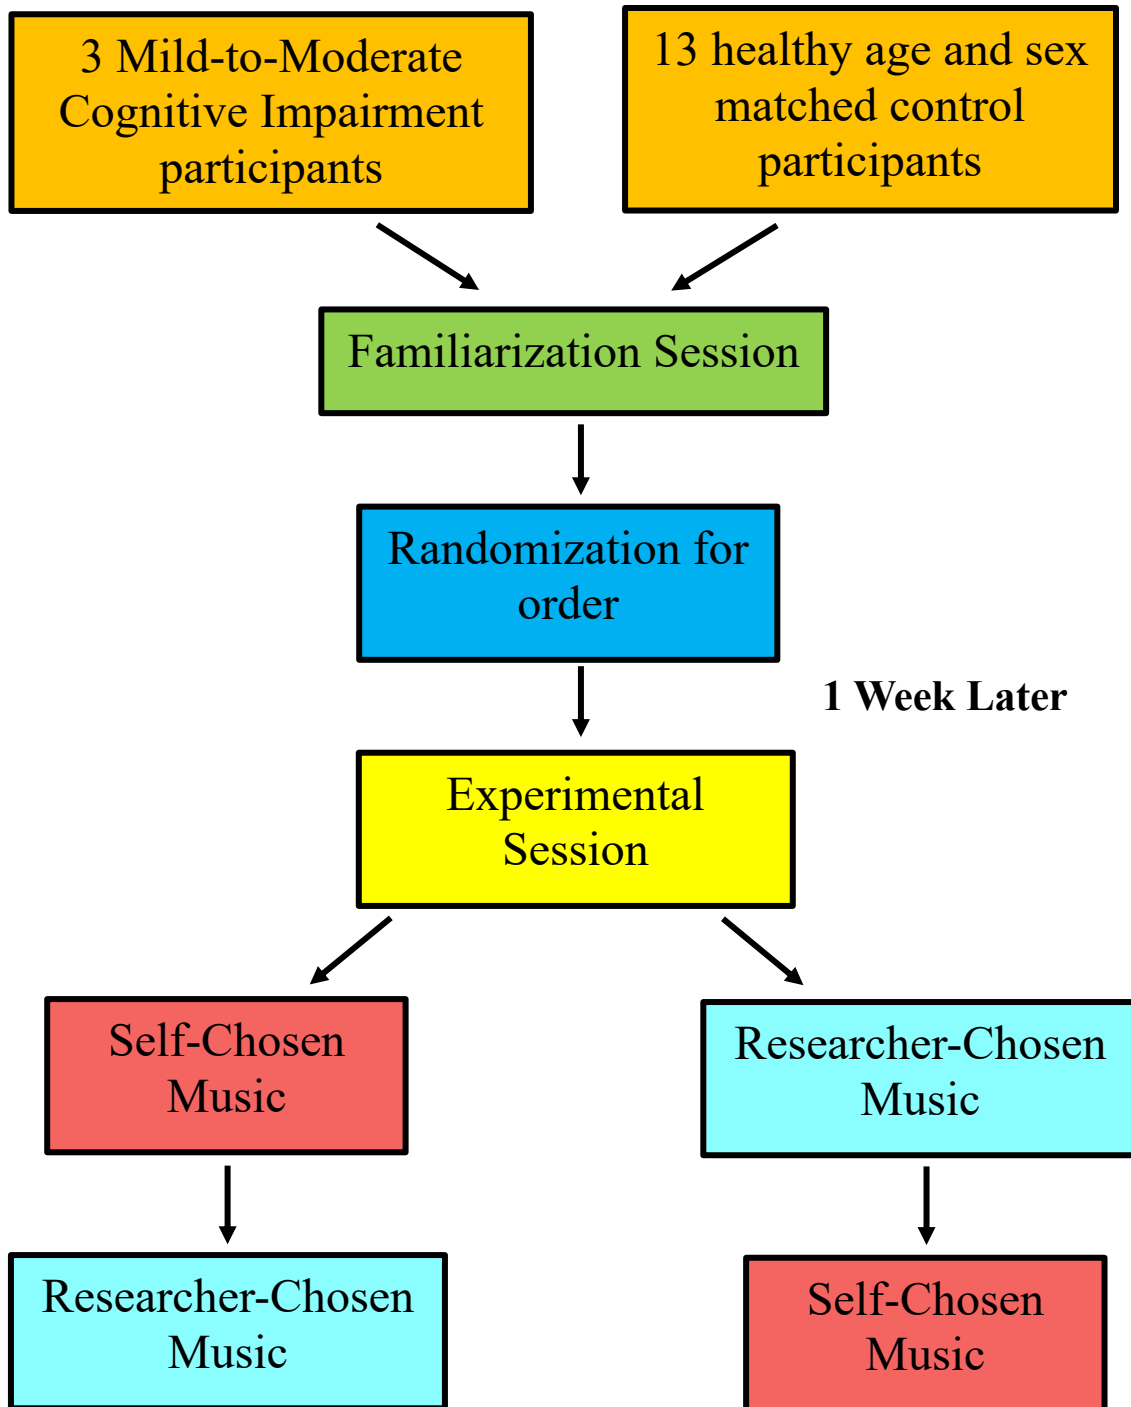 3 Mild-to-Moderate
Cognitive Impairment
participants
13 healthy age and sex
matched control
participants
Familiarization Session
Randomization for
order
1 Week Later
Experimental
Session
Self-Chosen
Music
Researcher-Chosen
Music
Researcher-Chosen
Music
Self-Chosen
Music